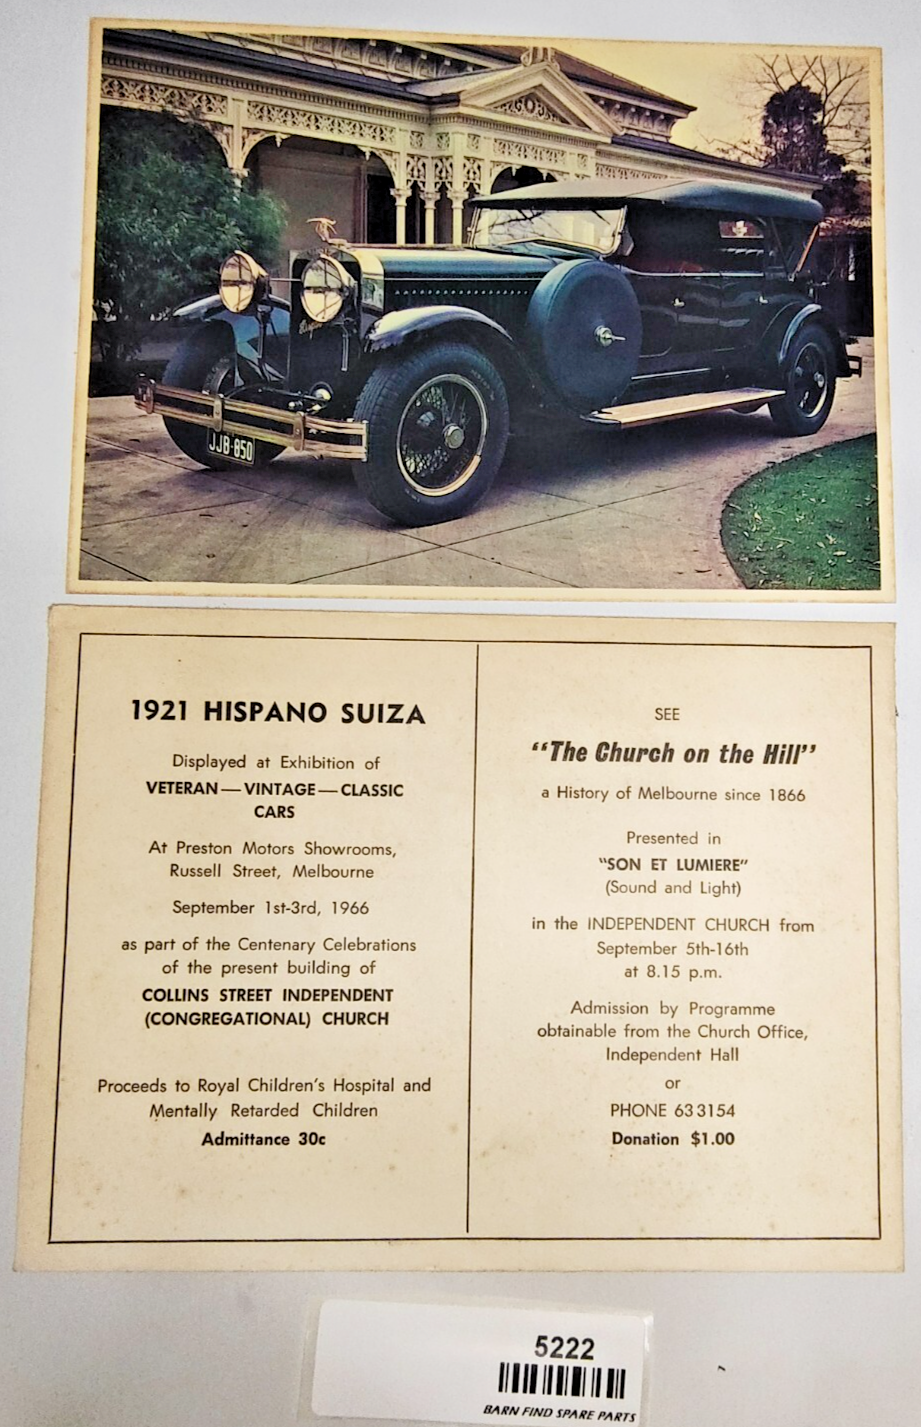 JJB·850
1921 HISPANO SUIZA
Displayed at Exhibition of
VETERAN—VINTAGE—CLASSIC
CARS
At Preston Motors Showrooms,
Russell Street, Melbourne
September 1st-3rd, 1966
as part of the Centenary Celebrations
of the present building of
COLLINS STREET INDEPENDENT
(CONGREGATIONAL) CHURCH
Proceeds to Royal Children's Hospital and
Mentally Retarded Children
Admittance 30c
SEE
"The Church on the Hill"
a History of Melbourne since 1866
Presented in
"SON ET LUMIERE"
(Sound and Light)
in the INDEPENDENT CHURCH from
September 5th-16th
at 8.15 p.m.
Admission by Programme
obtainable from the Church Office,
Independent Hall
or
PHONE 63 3154
Donation $1.00
5222
BARN FIND SPARE PARTS